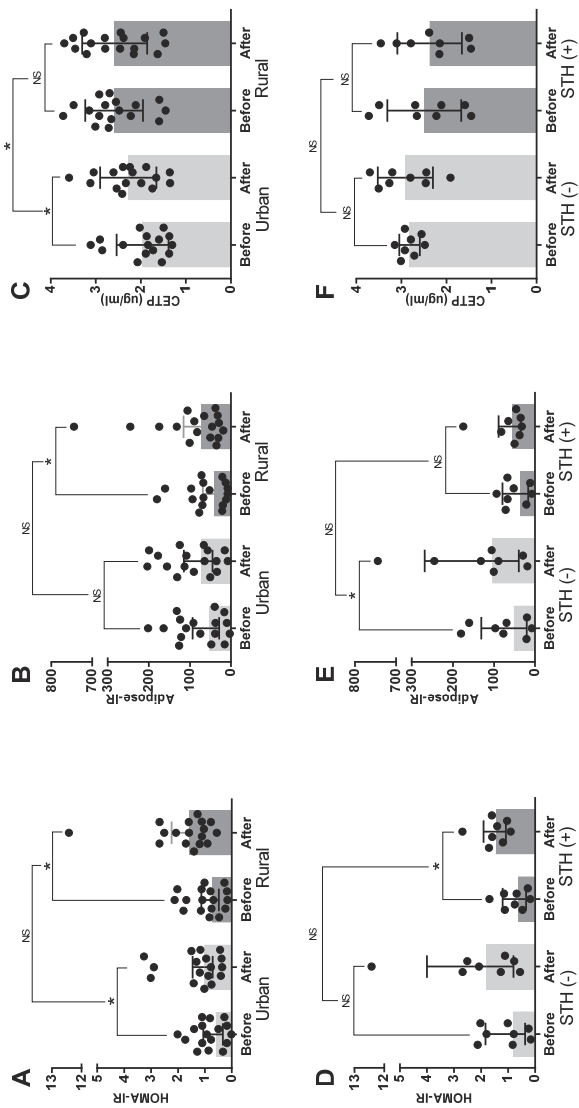 A
HOMA-IR
13
12
5
4
3
2
1
0
NS
*
*
Before After Before After
Urban Rural
B
Adipose-IR
800
700
300
200
100
0
NS
NS
*
Before After Before After
Urban Rural
C
CETP (ug/ml)
4
3
2
1
0
*
*
NS
Before After Before After
Urban Rural
D
HOMA-IR
13
12
5
4
3
2
1
0
NS
NS
*
Before After Before After
STH (-) STH (+)
E
Adipose-IR
800
700
300
200
100
0
NS
*
NS
Before After Before After
STH (-) STH (+)
F
CETP (ug/ml)
4
3
2
1
0
NS
NS
NS
Before After Before After
STH (-) STH (+)